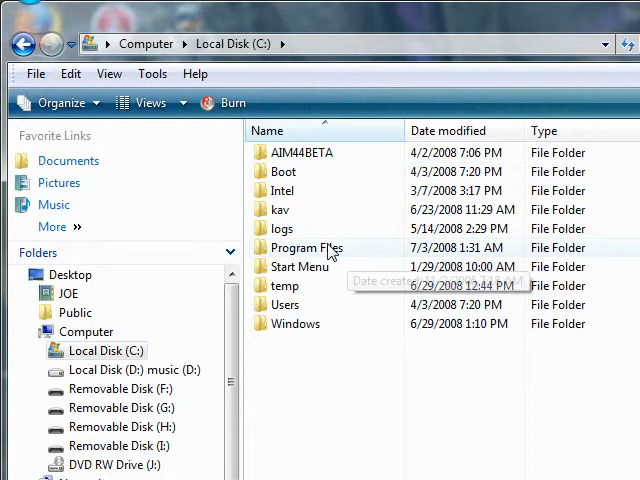 Computer Local Disk (C:)
File Edit View Tools Help
Organize Views Burn
Favorite Links
Documents
Pictures
Music
More »
Folders
Desktop
JOE
Public
Computer
Local Disk (C:)
Local Disk (D:) music (D:)
Removable Disk (F:)
Removable Disk (G:)
Removable Disk (H:)
Removable Disk (I:)
DVD RW Drive (J:)
Name Date modified Type
AIM44BETA 4/2/2008 7:06 PM File Folder
Boot 4/3/2008 7:20 PM File Folder
Intel 3/7/2008 3:17 PM File Folder
kav 6/23/2008 11:29 AM File Folder
logs 5/14/2008 2:29 PM File Folder
Program Files 7/3/2008 1:31 AM File Folder
Start Menu 1/29/2008 10:00 AM File Folder
Date created:
temp 6/29/2008 12:44 PM File Folder
Users 4/3/2008 7:20 PM File Folder
Windows 6/29/2008 1:10 PM File Folder